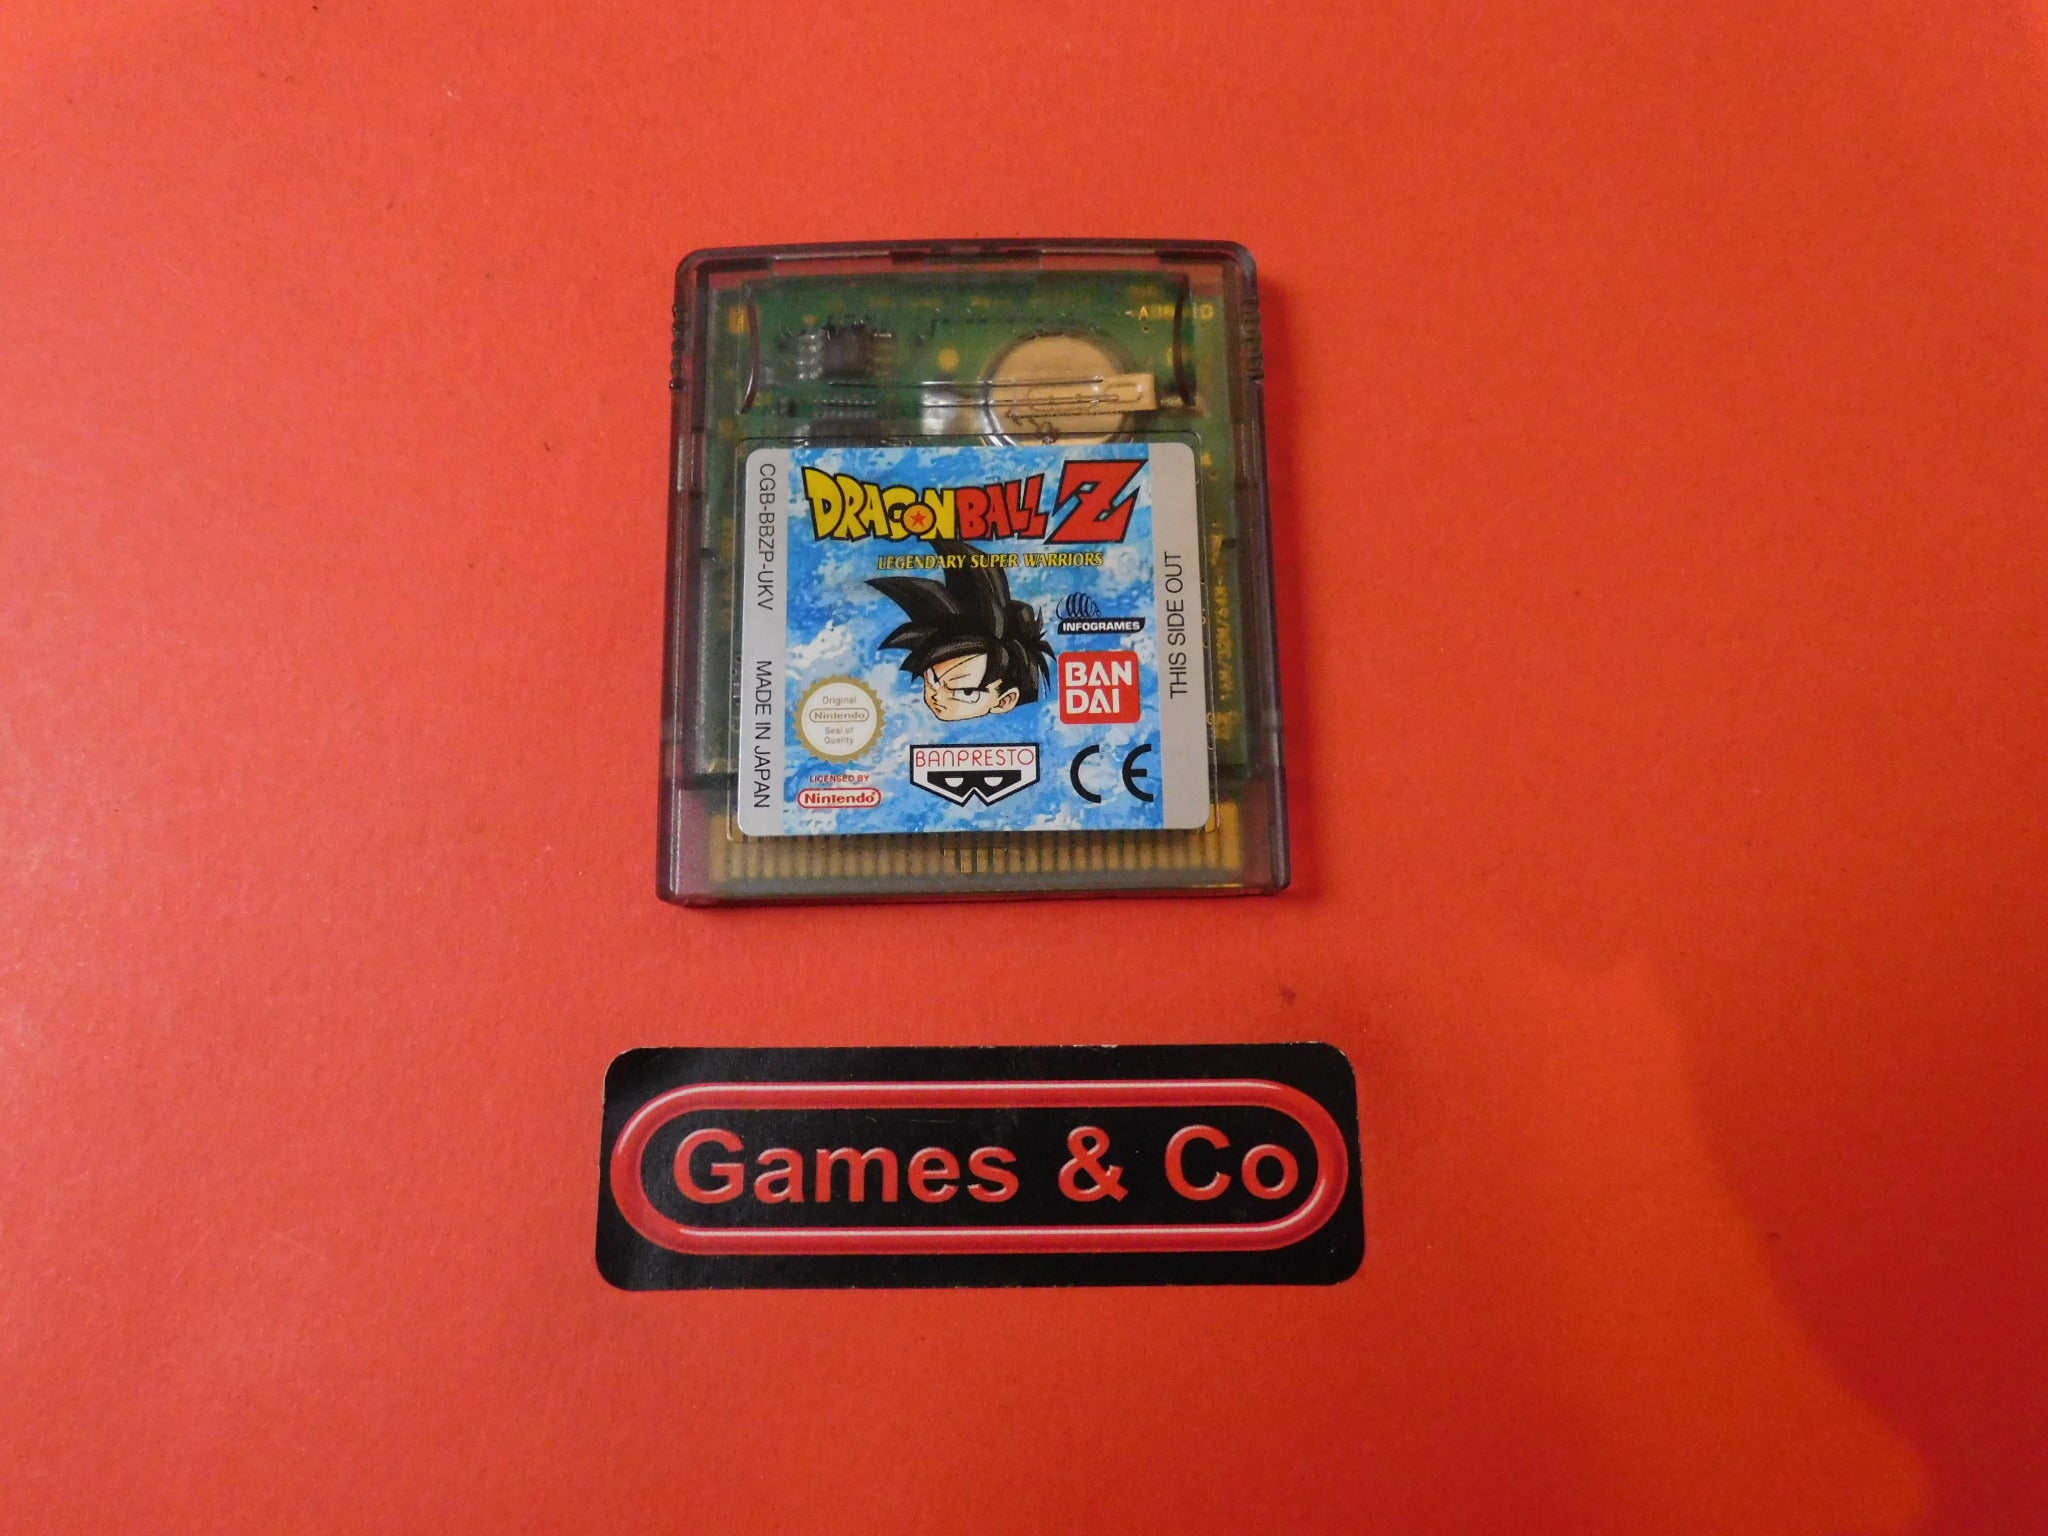 DRAGON BALL Z
LEGENDARY SUPER WARRIORS
CGB-BBZP-UKV
MADE IN JAPAN
THIS SIDE OUT
INFOGRAMES
BAN
DAI
Original
Nintendo
Seal of
Quality
LICENSED BY
Nintendo
BANPRESTO
CE
Games & Co